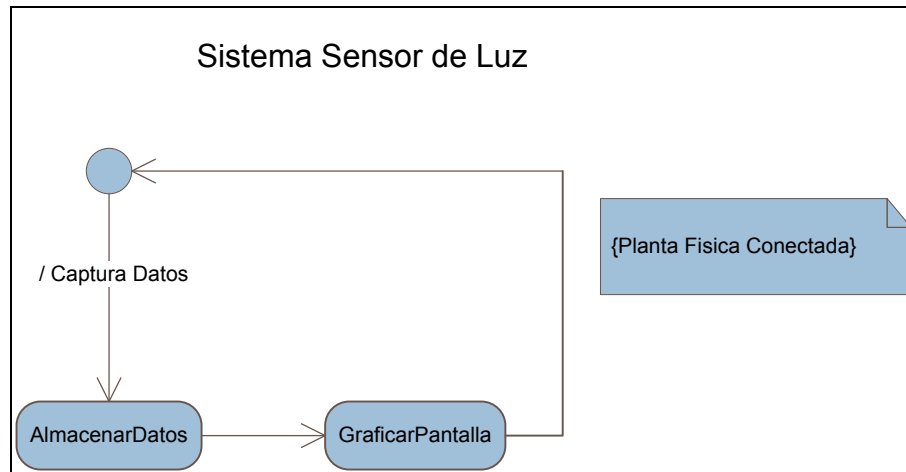 Sistema Sensor de Luz
{Planta Fisica Conectada}
/ Captura Datos
AlmacenarDatos
GraficarPantalla